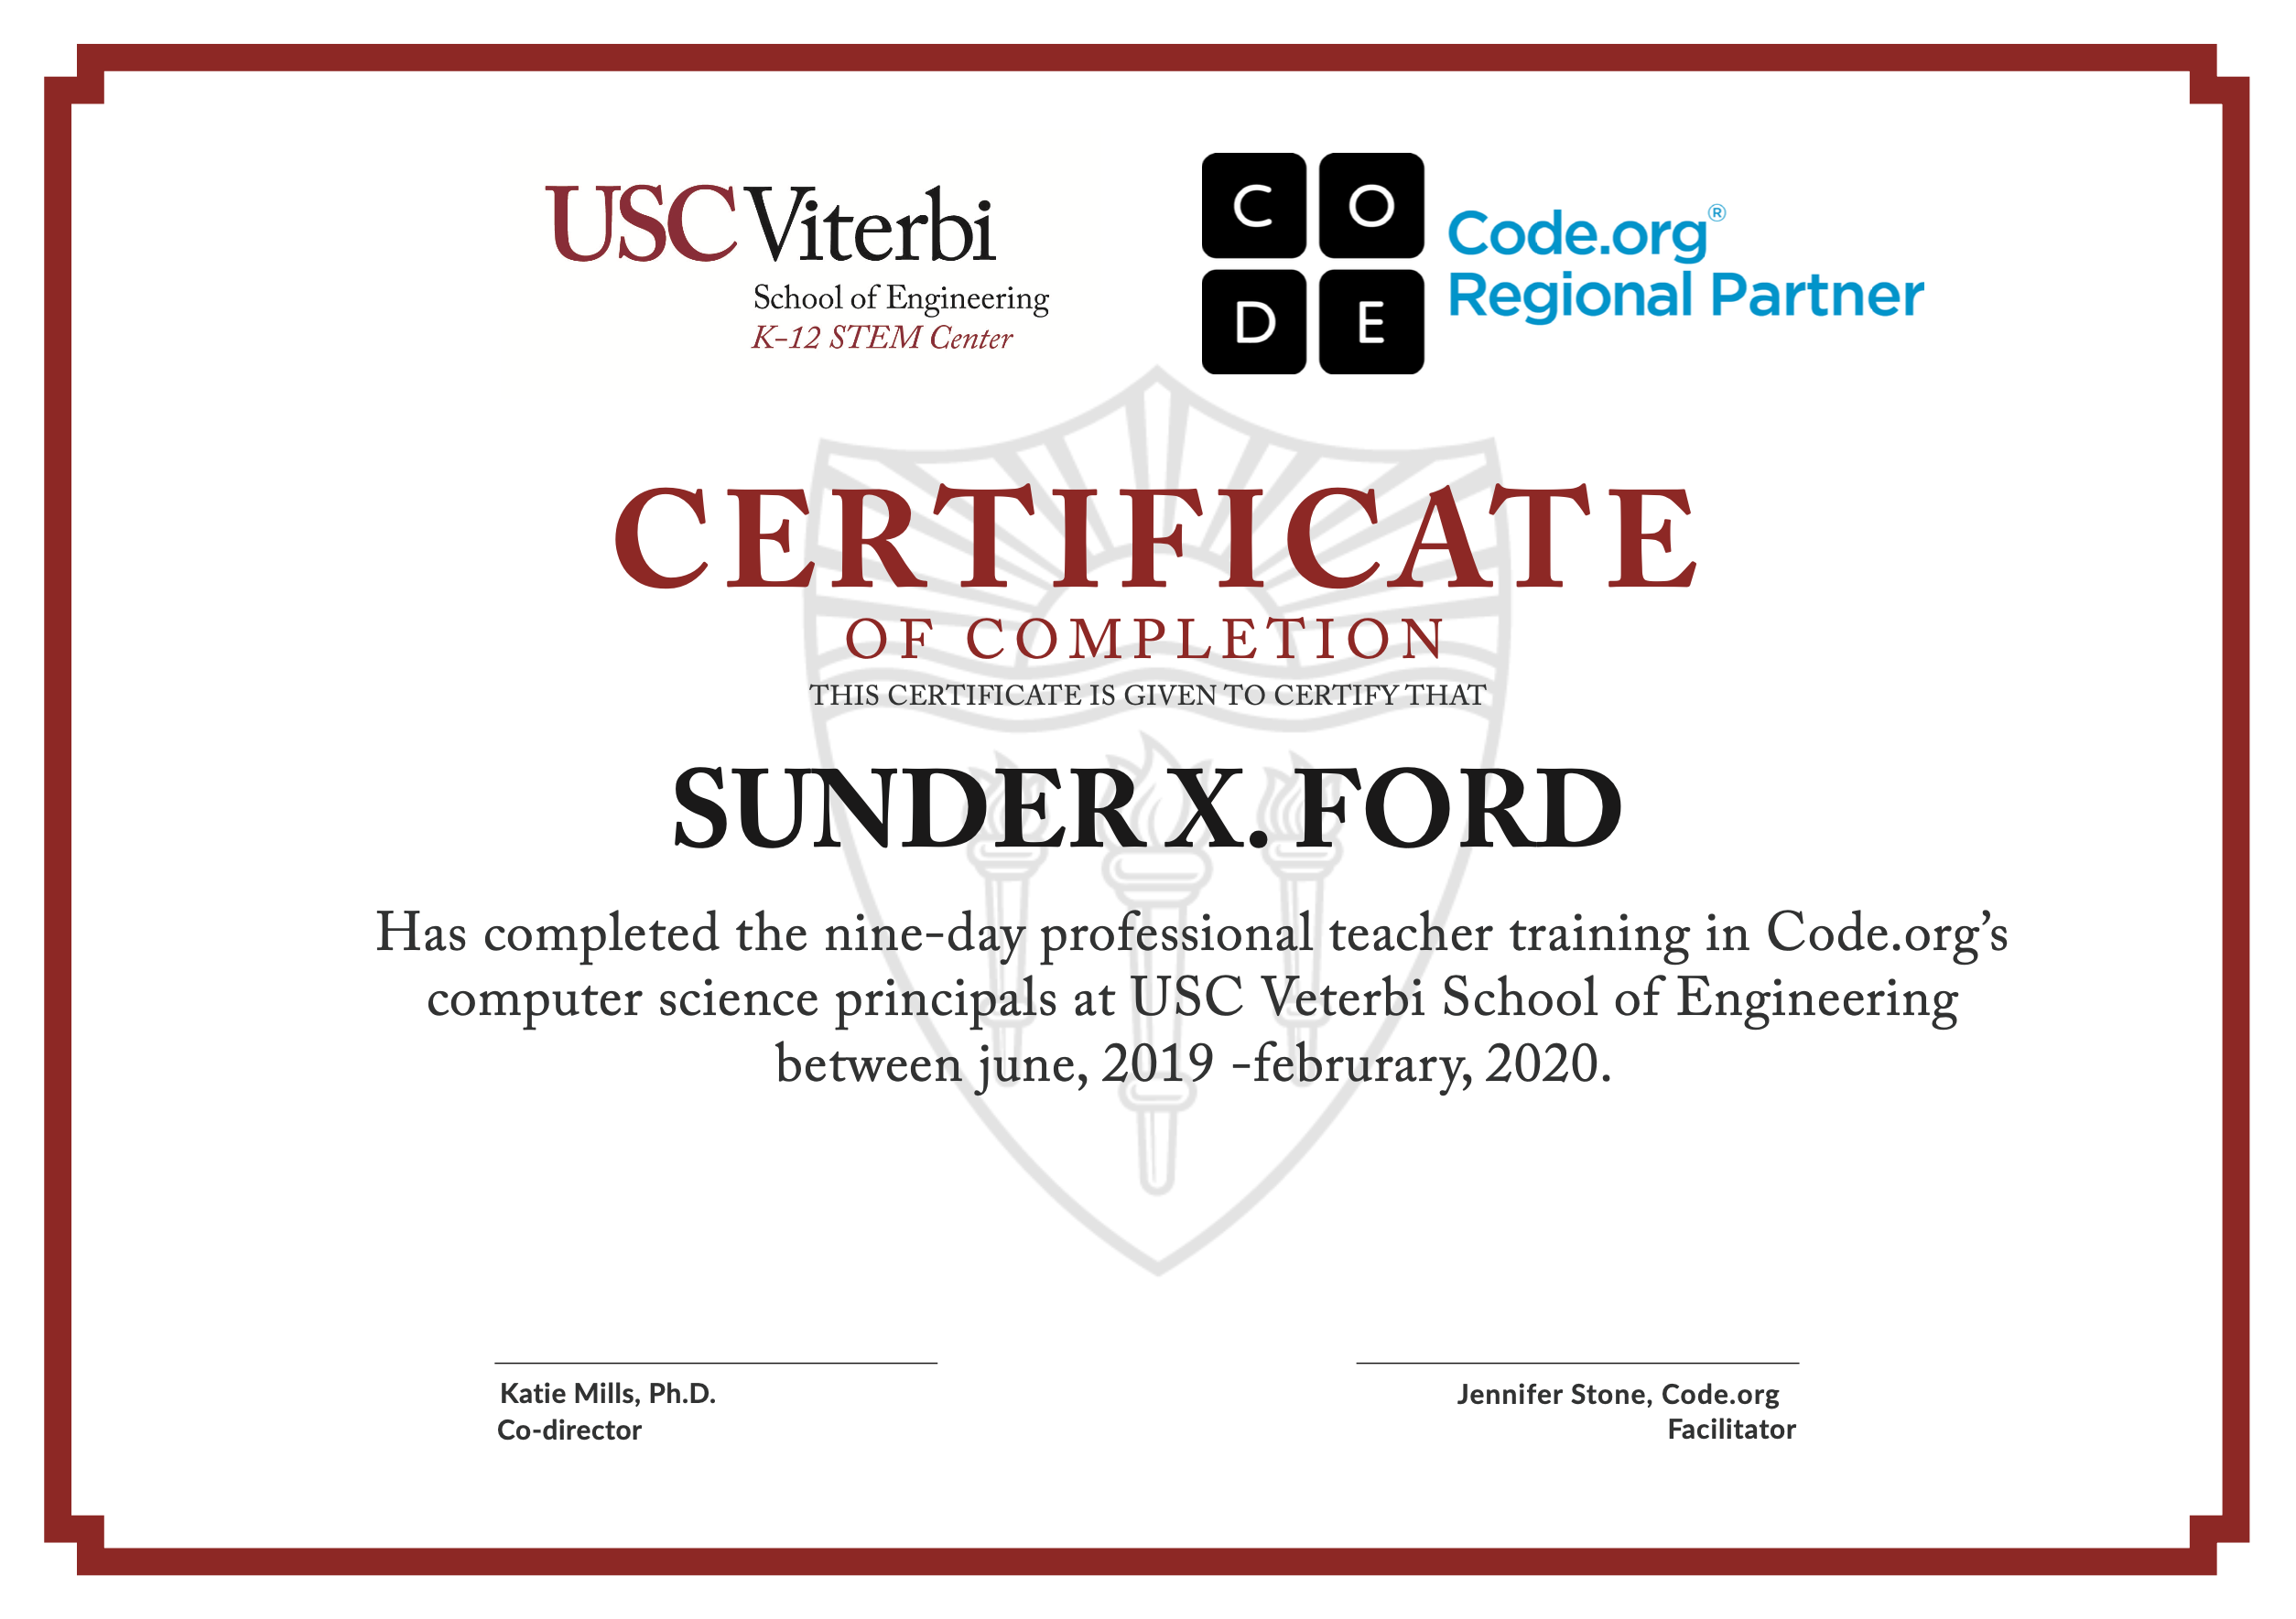 USC Viterbi
School of Engineering
K-12 STEM Center
C O
D E
Code.org®
Regional Partner
CERTIFICATE
OF COMPLETION
THIS CERTIFICATE IS GIVEN TO CERTIFY THAT
SUNDER X. FORD
Has completed the nine-day professional teacher training in Code.org’s
computer science principals at USC Veterbi School of Engineering
between june, 2019 -februrary, 2020.
Katie Mills, Ph.D.
Co-director
Jennifer Stone, Code.org
Facilitator